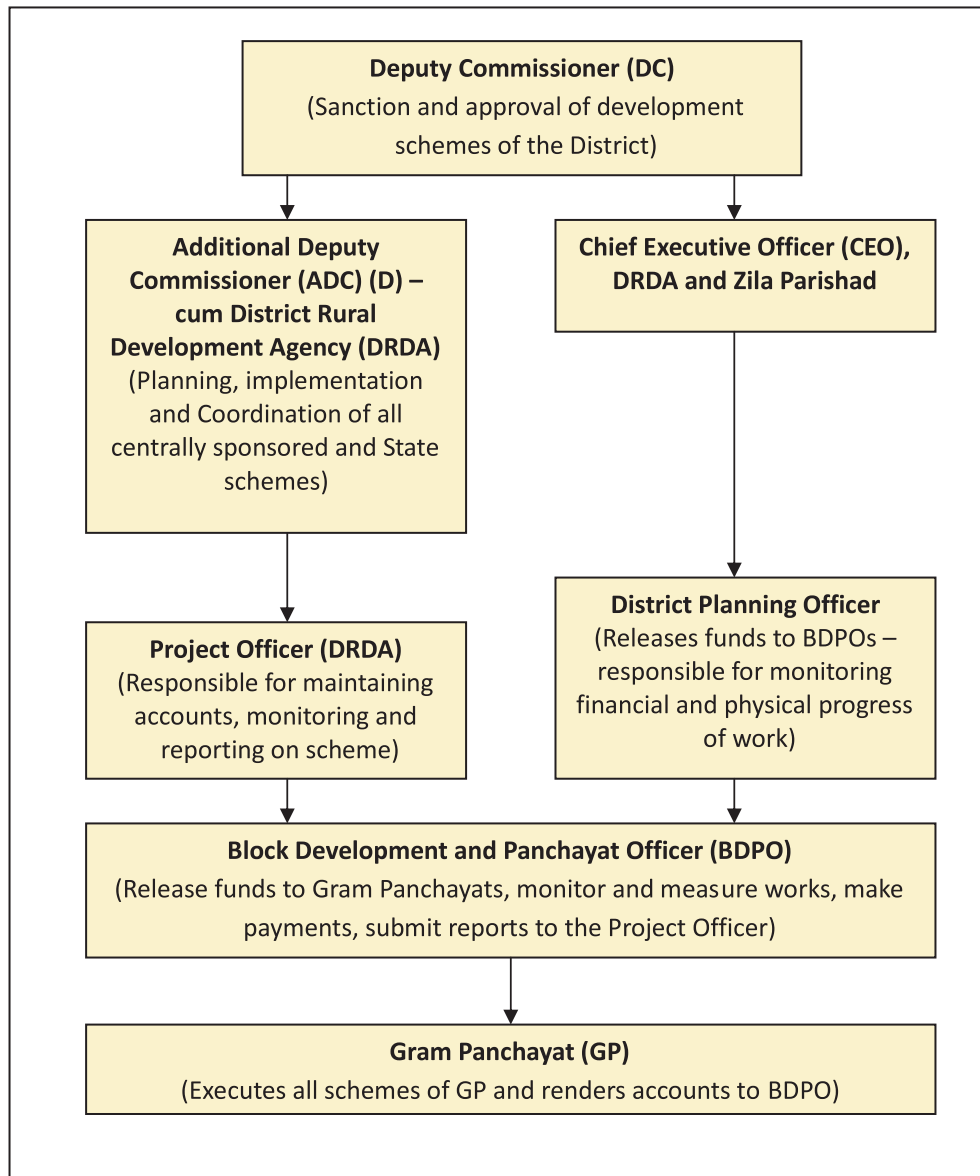 Deputy Commissioner (DC)
(Sanction and approval of development
schemes of the District)
Additional Deputy
Commissioner (ADC) (D) –
cum District Rural
Development Agency (DRDA)
(Planning, implementation
and Coordination of all
centrally sponsored and State
schemes)
Chief Executive Officer (CEO),
DRDA and Zila Parishad
Project Officer (DRDA)
(Responsible for maintaining
accounts, monitoring and
reporting on scheme)
District Planning Officer
(Releases funds to BDPOs –
responsible for monitoring
financial and physical progress
of work)
Block Development and Panchayat Officer (BDPO)
(Release funds to Gram Panchayats, monitor and measure works, make
payments, submit reports to the Project Officer)
Gram Panchayat (GP)
(Executes all schemes of GP and renders accounts to BDPO)